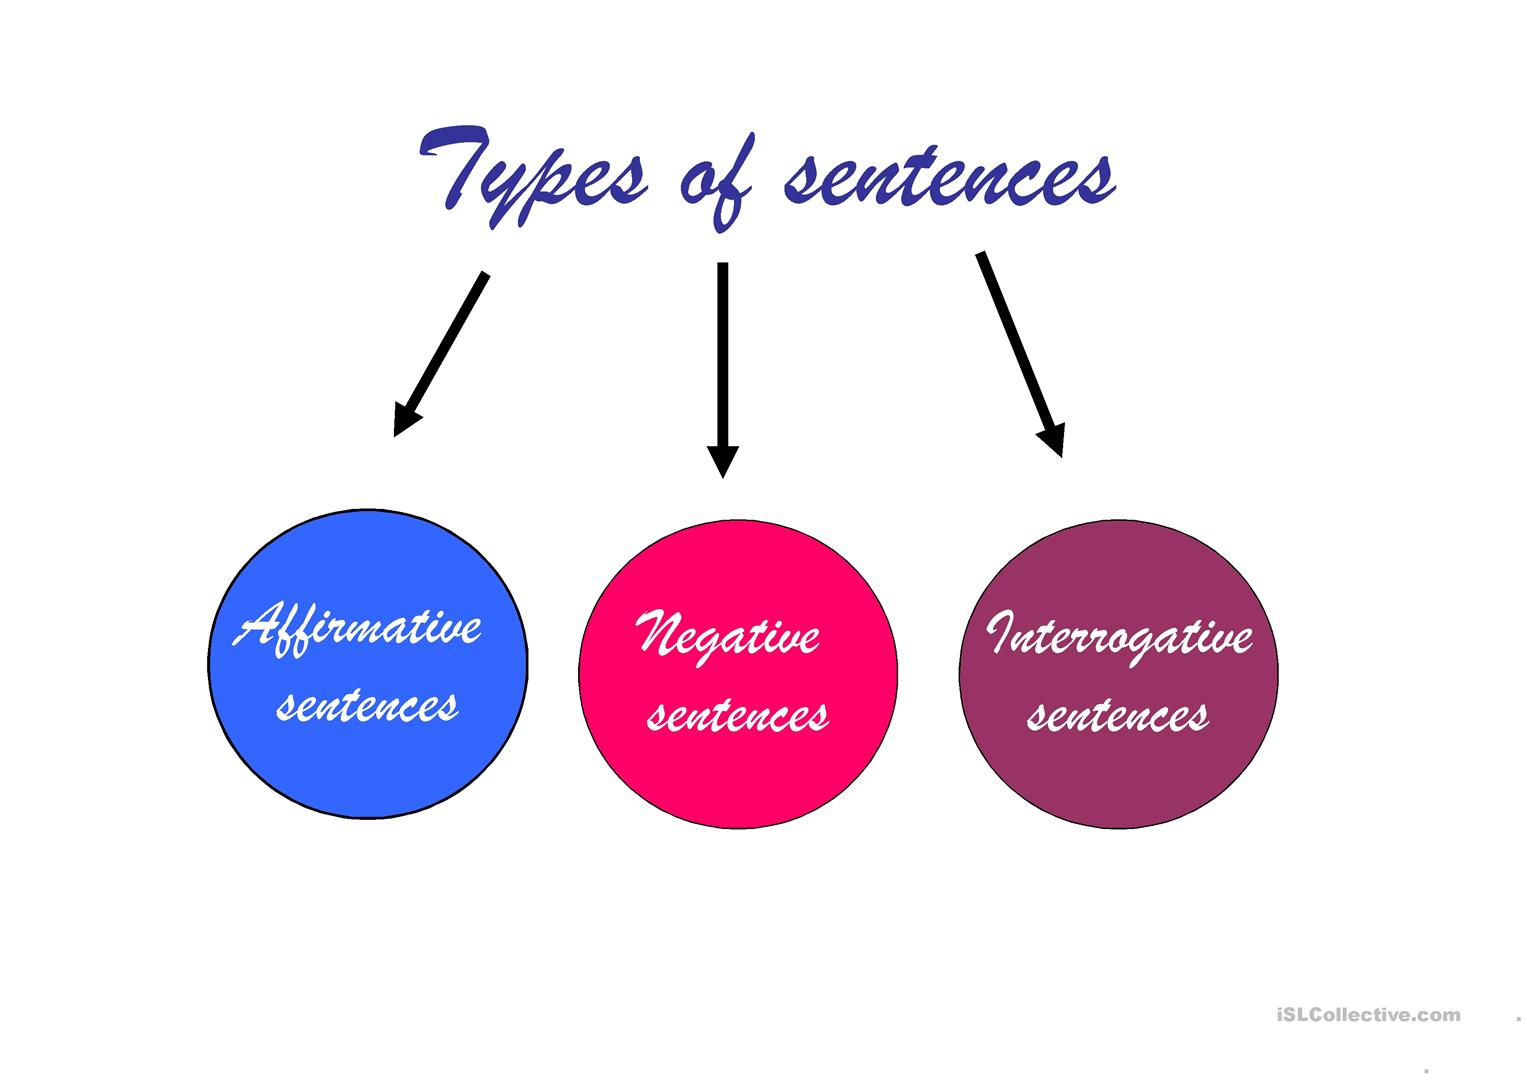 Types of sentences
Affirmative
sentences
Negative
sentences
Interrogative
sentences
iSLCollective.com